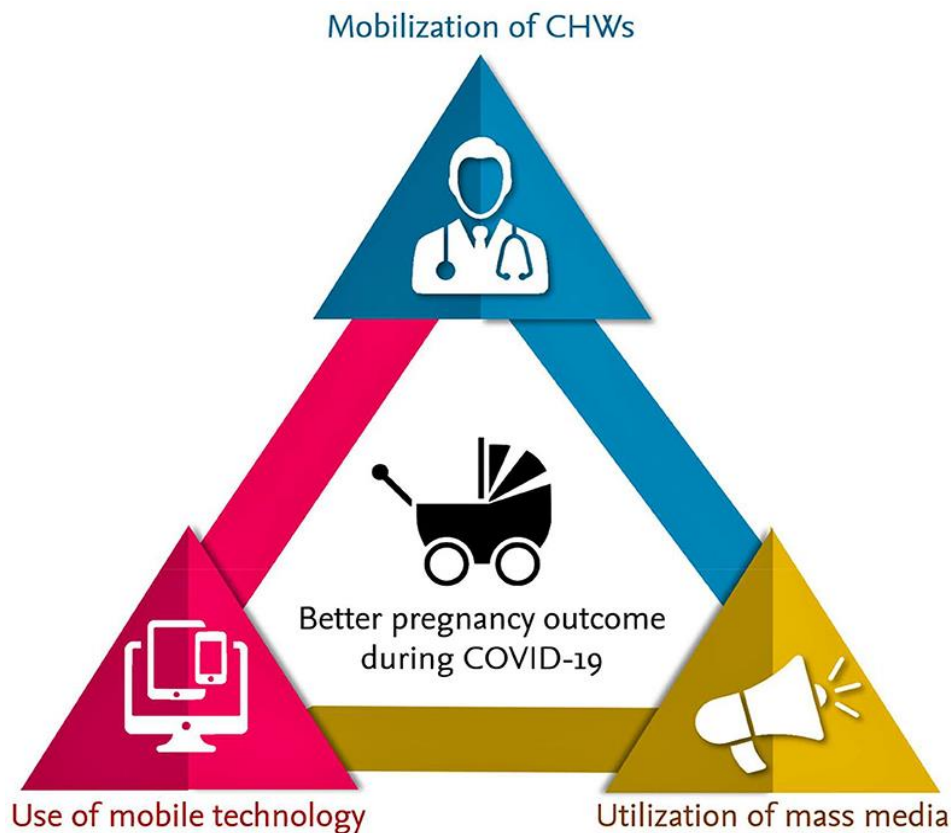 Mobilization of CHWs
Better pregnancy outcome
during COVID-19
Use of mobile technology
Utilization of mass media